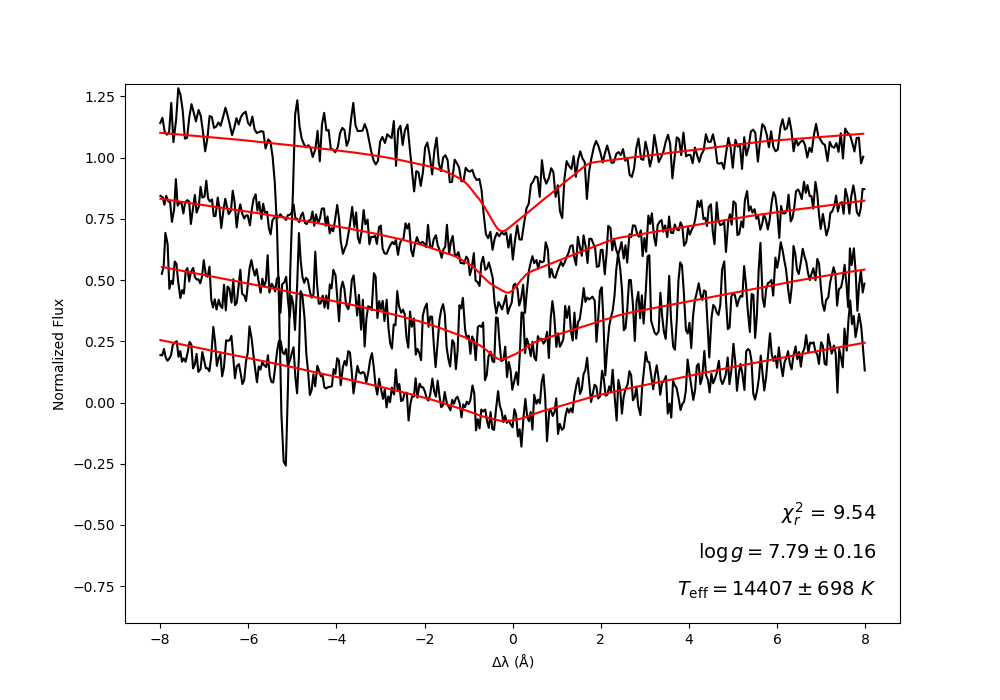 1.25
1.00
0.75
0.50
0.25
0.00
−0.25
−0.50
−0.75
Normalized Flux
χ²ᵣ = 9.54
log g = 7.79 ± 0.16
T_eff = 14407 ± 698 K
−8 −6 −4 −2 0 2 4 6 8
Δλ (Å)